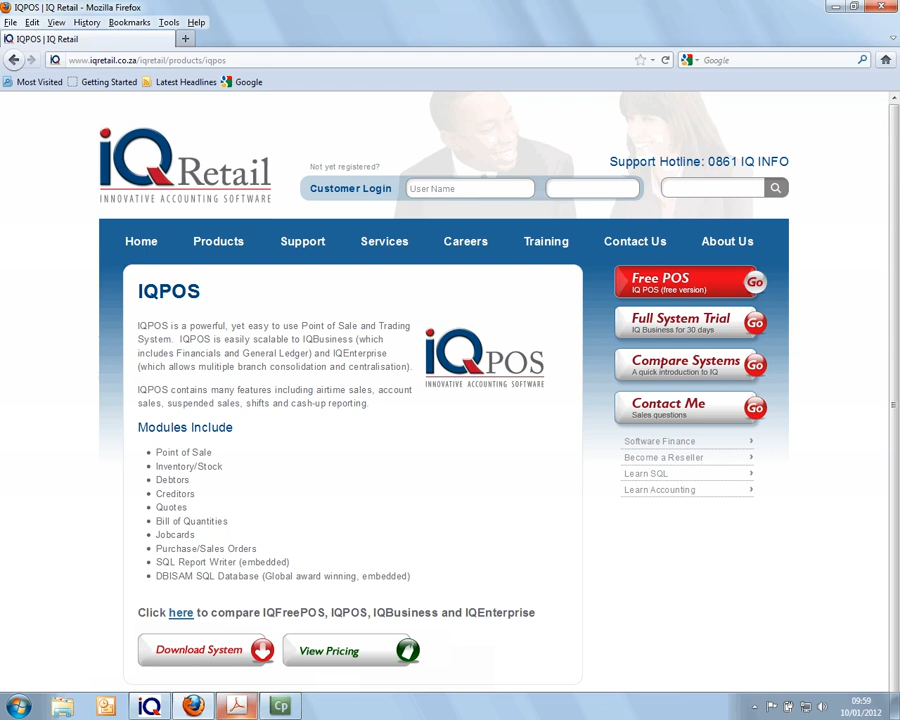 IQPOS | IQ Retail - Mozilla Firefox
File Edit View History Bookmarks Tools Help
IQPOS | IQ Retail
www.iqretail.co.za/iqretail/products/iqpos
Google
Most Visited Getting Started Latest Headlines Google
iQ Retail
INNOVATIVE ACCOUNTING SOFTWARE
Not yet registered?
Support Hotline: 0861 IQ INFO
Customer Login User Name
Home Products Support Services Careers Training Contact Us About Us
IQPOS
IQPOS is a powerful, yet easy to use Point of Sale and Trading
System. IQPOS is easily scalable to IQBusiness (which
includes Financials and General Ledger) and IQEnterprise
(which allows mulitiple branch consolidation and centralisation).
IQPOS contains many features including airtime sales, account
sales, suspended sales, shifts and cash-up reporting.
iQ POS
INNOVATIVE ACCOUNTING SOFTWARE
Modules Include
Point of Sale
Inventory/Stock
Debtors
Creditors
Quotes
Bill of Quantities
Jobcards
Purchase/Sales Orders
SQL Report Writer (embedded)
DBISAM SQL Database (Global award winning, embedded)
Click here to compare IQFreePOS, IQPOS, IQBusiness and IQEnterprise
Download System View Pricing
Free POS
IQ POS (free version)
Go
Full System Trial
IQ Business for 30 days
Go
Compare Systems
A quick introduction to IQ
Go
Contact Me
Sales questions
Go
Software Finance
Become a Reseller
Learn SQL
Learn Accounting
iQ
Cp
09:59
10/01/2012